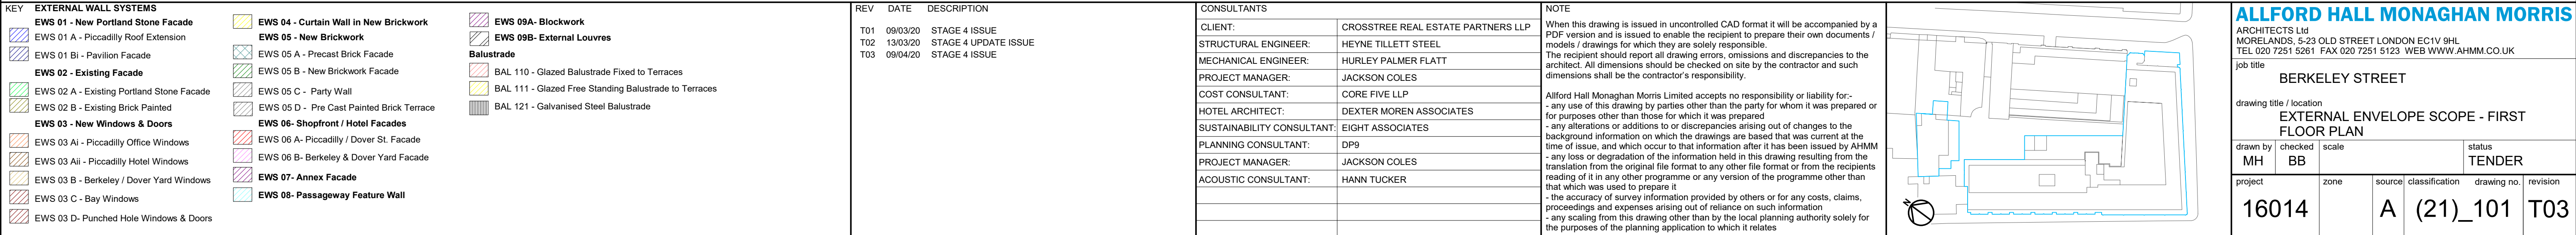 KEY EXTERNAL WALL SYSTEMS
EWS 01 - New Portland Stone Facade
EWS 01 A - Piccadilly Roof Extension
EWS 01 Bi - Pavilion Facade
EWS 02 - Existing Facade
EWS 02 A - Existing Portland Stone Facade
EWS 02 B - Existing Brick Painted
EWS 03 - New Windows & Doors
EWS 03 Ai - Piccadilly Office Windows
EWS 03 Aii - Piccadilly Hotel Windows
EWS 03 B - Berkeley / Dover Yard Windows
EWS 03 C - Bay Windows
EWS 03 D- Punched Hole Windows & Doors
EWS 04 - Curtain Wall in New Brickwork
EWS 05 - New Brickwork
EWS 05 A - Precast Brick Facade
EWS 05 B - New Brickwork Facade
EWS 05 C - Party Wall
EWS 05 D - Pre Cast Painted Brick Terrace
EWS 06- Shopfront / Hotel Facades
EWS 06 A- Piccadilly / Dover St. Facade
EWS 06 B- Berkeley & Dover Yard Facade
EWS 07- Annex Facade
EWS 08- Passageway Feature Wall
EWS 09A- Blockwork
EWS 09B- External Louvres
Balustrade
BAL 110 - Glazed Balustrade Fixed to Terraces
BAL 111 - Glazed Free Standing Balustrade to Terraces
BAL 121 - Galvanised Steel Balustrade
REV DATE DESCRIPTION
T01 09/03/20 STAGE 4 ISSUE
T02 13/03/20 STAGE 4 UPDATE ISSUE
T03 09/04/20 STAGE 4 ISSUE
CONSULTANTS
CLIENT: CROSSTREE REAL ESTATE PARTNERS LLP
STRUCTURAL ENGINEER: HEYNE TILLETT STEEL
MECHANICAL ENGINEER: HURLEY PALMER FLATT
PROJECT MANAGER: JACKSON COLES
COST CONSULTANT: CORE FIVE LLP
HOTEL ARCHITECT: DEXTER MOREN ASSOCIATES
SUSTAINABILITY CONSULTANT: EIGHT ASSOCIATES
PLANNING CONSULTANT: DP9
PROJECT MANAGER: JACKSON COLES
ACOUSTIC CONSULTANT: HANN TUCKER
NOTE
When this drawing is issued in uncontrolled CAD format it will be accompanied by a
PDF version and is issued to enable the recipient to prepare their own documents /
models / drawings for which they are solely responsible.
The recipient should report all drawing errors, omissions and discrepancies to the
architect. All dimensions should be checked on site by the contractor and such
dimensions shall be the contractor's responsibility.
Allford Hall Monaghan Morris Limited accepts no responsibility or liability for:-
- any use of this drawing by parties other than the party for whom it was prepared or
for purposes other than those for which it was prepared
- any alterations or additions to or discrepancies arising out of changes to the
background information on which the drawings are based that was current at the
time of issue, and which occur to that information after it has been issued by AHMM
- any loss or degradation of the information held in this drawing resulting from the
translation from the original file format to any other file format or from the recipients
reading of it in any other programme or any version of the programme other than
that which was used to prepare it
- the accuracy of survey information provided by others or for any costs, claims,
proceedings and expenses arising out of reliance on such information
- any scaling from this drawing other than by the local planning authority solely for
the purposes of the planning application to which it relates
N
ALLFORD HALL MONAGHAN MORRIS
ARCHITECTS Ltd
MORELANDS, 5-23 OLD STREET LONDON EC1V 9HL
TEL 020 7251 5261 FAX 020 7251 5123 WEB WWW.AHMM.CO.UK
job title
BERKELEY STREET
drawing title / location
EXTERNAL ENVELOPE SCOPE - FIRST
FLOOR PLAN
drawn by checked scale status
MH BB TENDER
project zone source classification drawing no. revision
16014 A (21)_101 T03